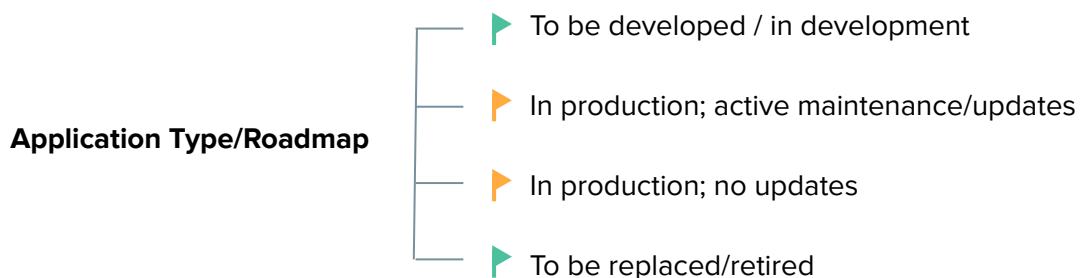 To be developed / in development
In production; active maintenance/updates
Application Type/Roadmap
In production; no updates
To be replaced/retired